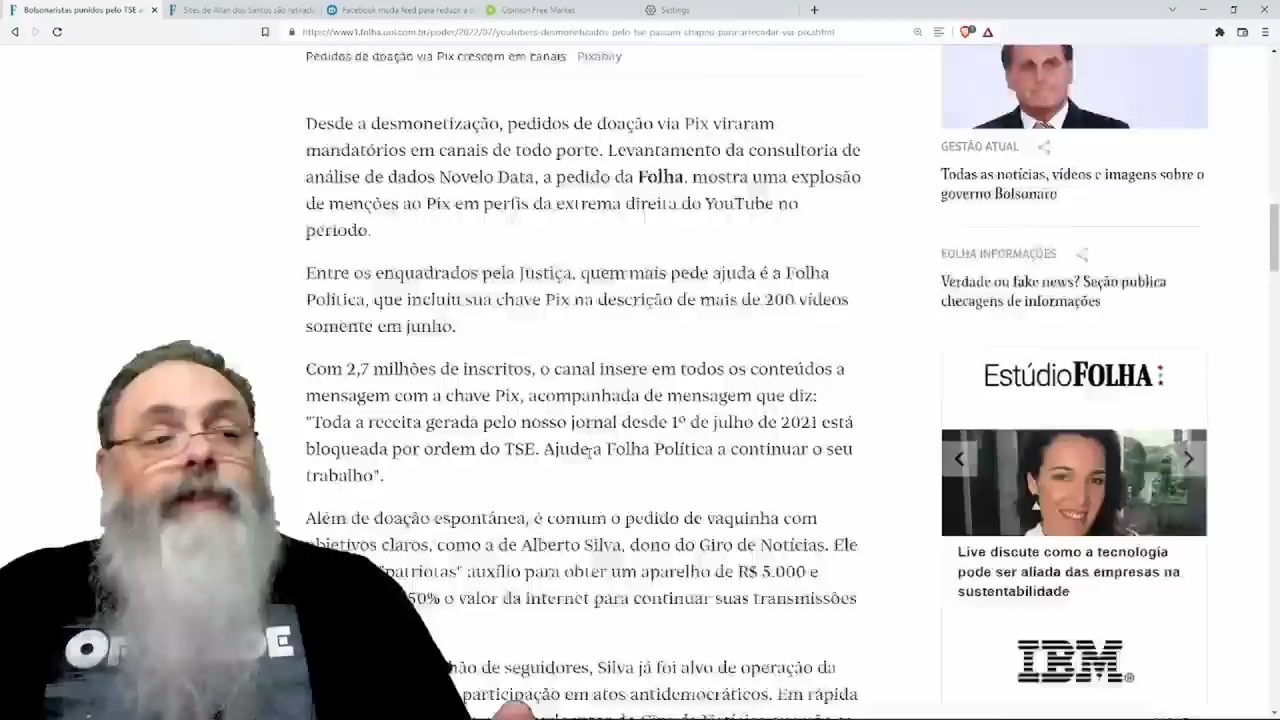 Bolsonaristas punidos pelo TSE
Sites de Allan dos Santos são retirad
Facebook muda feed para reduzir a d
Opinion Free Market
Settings
https://www1.folha.uol.com.br/poder/2022/07/youtubers-desmonetizados-pelo-tse-passam-chapeu-para-arrecadar-via-pix.shtml
Pedidos de doação via Pix crescem em canais Pixabay
Desde a desmonetização, pedidos de doação via Pix viraram
mandatórios em canais de todo porte. Levantamento da consultoria de
análise de dados Novelo Data, a pedido da Folha, mostra uma explosão
de menções ao Pix em perfis da extrema direita do YouTube no
período.
Entre os enquadrados pela Justiça, quem mais pede ajuda é a Folha
Política, que incluiu sua chave Pix na descrição de mais de 200 vídeos
somente em junho.
Com 2,7 milhões de inscritos, o canal insere em todos os conteúdos a
mensagem com a chave Pix, acompanhada de mensagem que diz:
"Toda a receita gerada pelo nosso jornal desde 1º de julho de 2021 está
bloqueada por ordem do TSE. Ajude a Folha Política a continuar o seu
trabalho".
Além de doação espontânea, é comum o pedido de vaquinha com
objetivos claros, como a de Alberto Silva, dono do Giro de Notícias. Ele
"patriotas" auxílio para obter um aparelho de R$ 5.000 e
50% o valor da internet para continuar suas transmissões
hão de seguidores, Silva já foi alvo de operação da
participação em atos antidemocráticos. Em rápida
GESTÃO ATUAL
Todas as notícias, vídeos e imagens sobre o
governo Bolsonaro
FOLHA INFORMAÇÕES
Verdade ou fake news? Seção publica
checagens de informações
EstúdioFOLHA
Live discute como a tecnologia
pode ser aliada das empresas na
sustentabilidade
IBM